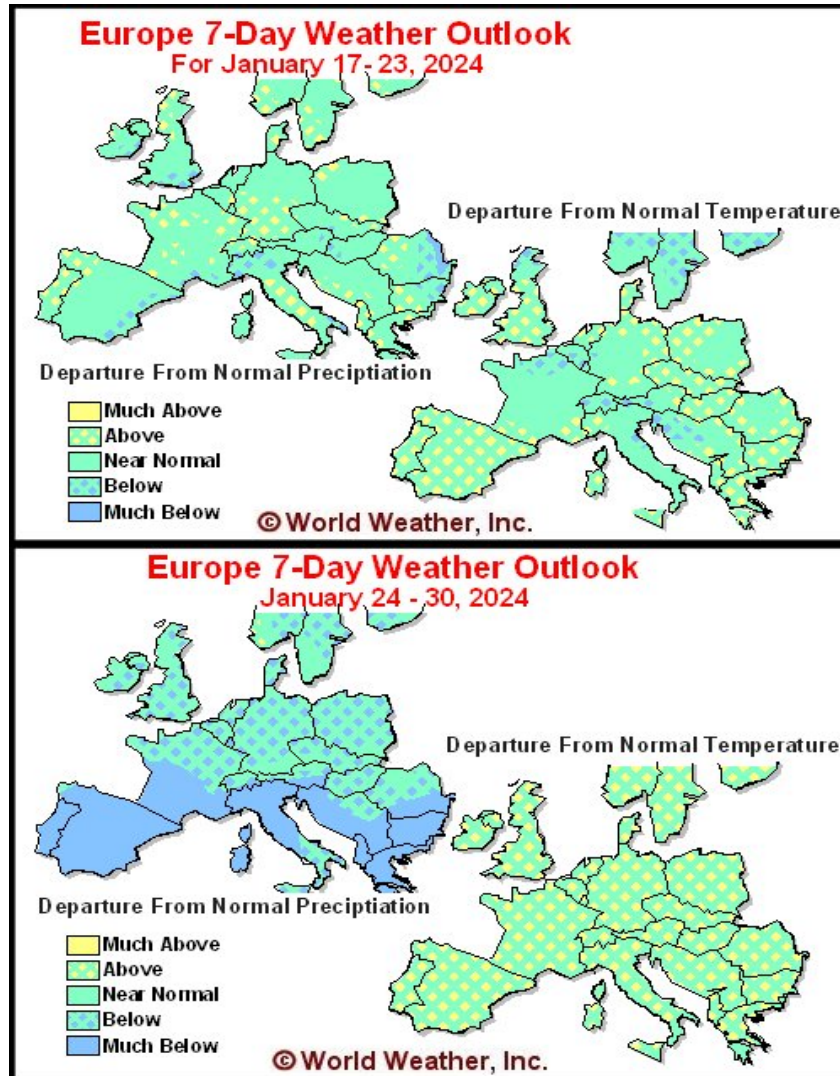 Europe 7-Day Weather Outlook
For January 17- 23, 2024
Departure From Normal Temperature
Departure From Normal Preciptiation
Much Above
Above
Near Normal
Below
Much Below
© World Weather, Inc.
Europe 7-Day Weather Outlook
January 24 - 30, 2024
Departure From Normal Temperature
Departure From Normal Preciptiation
Much Above
Above
Near Normal
Below
Much Below
© World Weather, Inc.